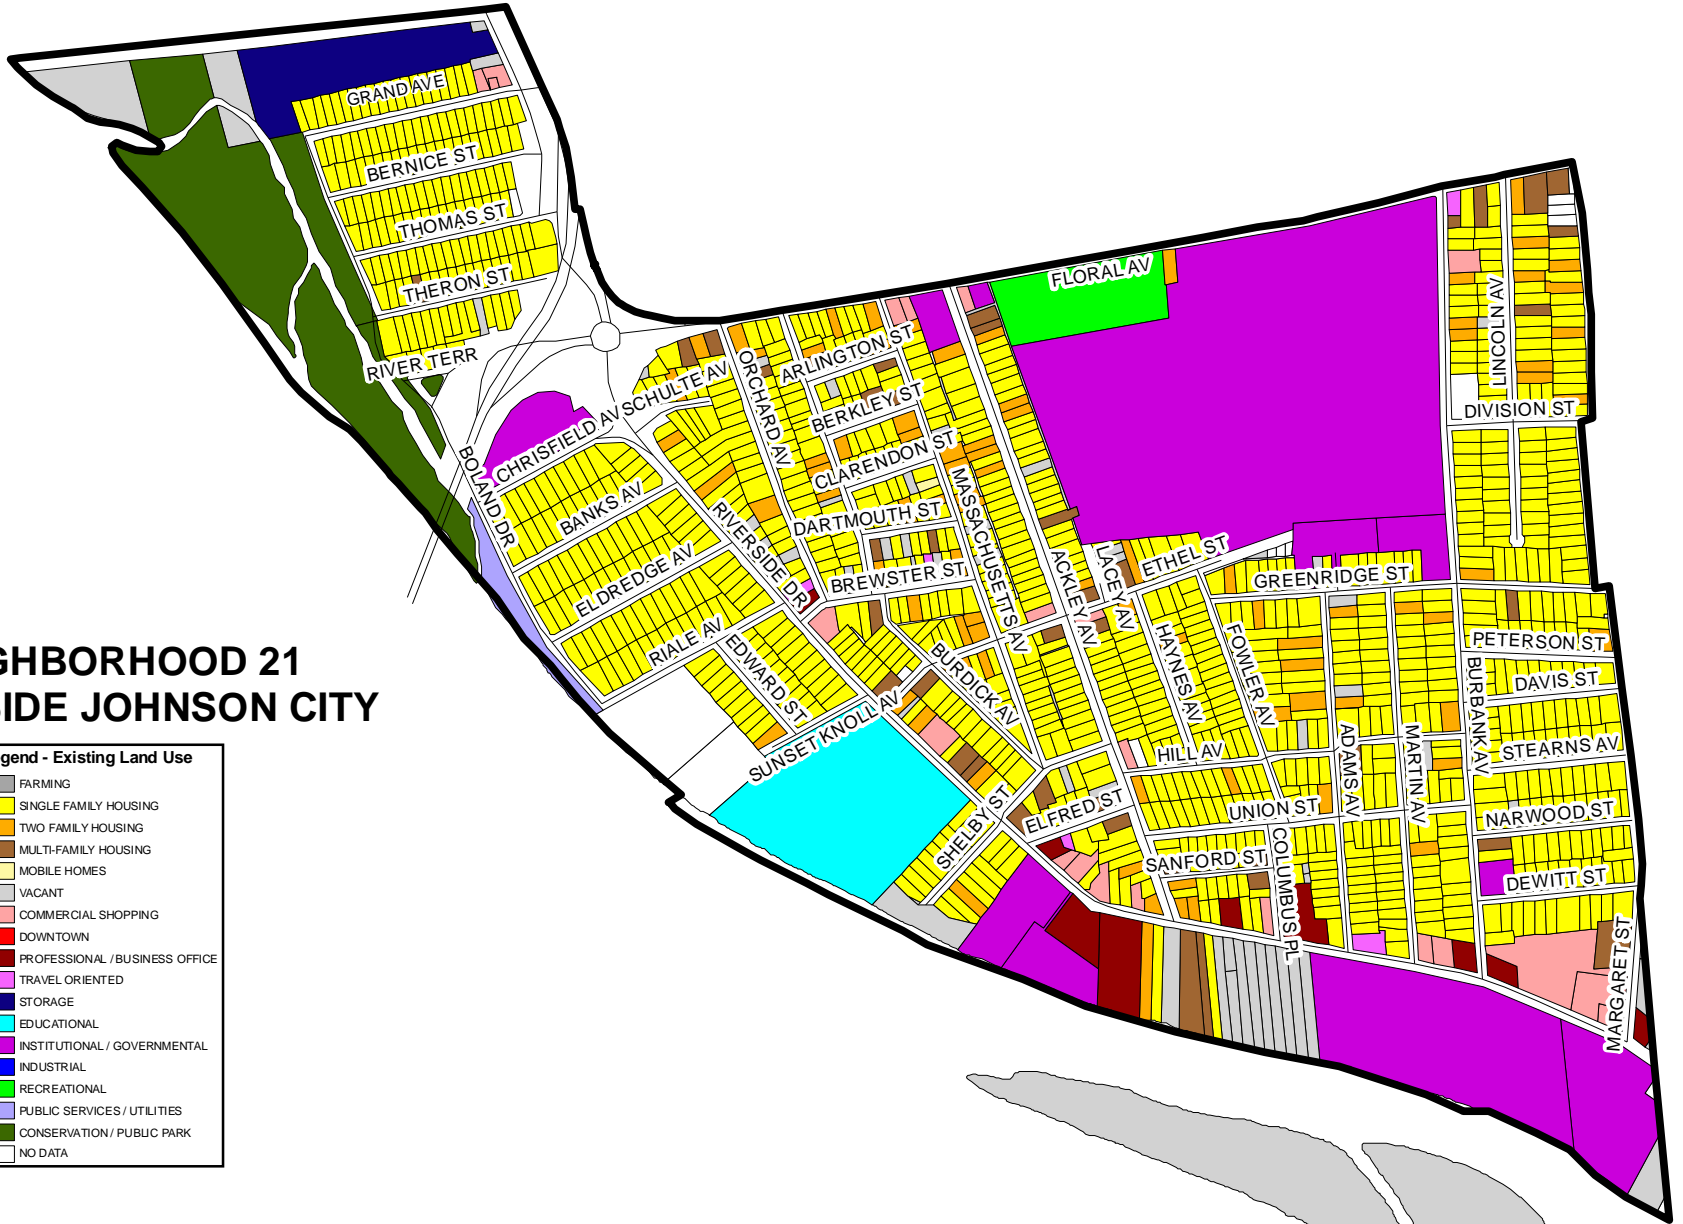 GRAND AVE
BERNICE ST
THOMAS ST
THERON ST
RIVER TERR
FLORAL AV
LINCOLN AV
DIVISION ST
ARLINGTON ST
SCHULTE AV
ORCHARD AV
BERKLEY ST
CHRISFIELD AV
CLARENDON ST
BOLAND DR
BANKS AV
MASSACHUSETTS AV
RIVERSIDE DR
DARTMOUTH ST
ELDREDGE AV
BREWSTER ST
ACKLEY AV
LACEY AV
ETHEL ST
GREENRIDGE ST
RIALE AV
EDWARD ST
BURDICK AV
HAYNES AV
FOWLER AV
PETERSON ST
BURBANK AV
DAVIS ST
SUNSET KNOLL AV
HILL AV
ADAMS AV
MARTIN AV
STEARNS AV
SHELBY ST
ELFRED ST
UNION ST
NARWOOD ST
SANFORD ST
COLUMBUS PL
DEWITT ST
MARGARET ST
GHBORHOOD 21
SIDE JOHNSON CITY
gend - Existing Land Use
FARMING
SINGLE FAMILY HOUSING
TWO FAMILY HOUSING
MULTI-FAMILY HOUSING
MOBILE HOMES
VACANT
COMMERCIAL SHOPPING
DOWNTOWN
PROFESSIONAL / BUSINESS OFFICE
TRAVEL ORIENTED
STORAGE
EDUCATIONAL
INSTITUTIONAL / GOVERNMENTAL
INDUSTRIAL
RECREATIONAL
PUBLIC SERVICES / UTILITIES
CONSERVATION / PUBLIC PARK
NO DATA